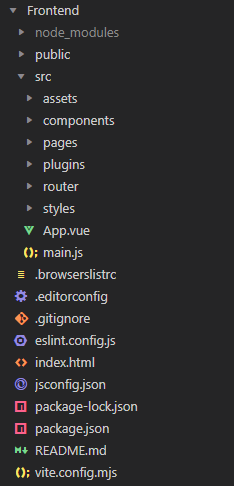 Frontend
node_modules
public
src
assets
components
pages
plugins
router
styles
App.vue
main.js
.browserslistrc
.editorconfig
.gitignore
eslint.config.js
index.html
jsconfig.json
package-lock.json
package.json
README.md
vite.config.mjs